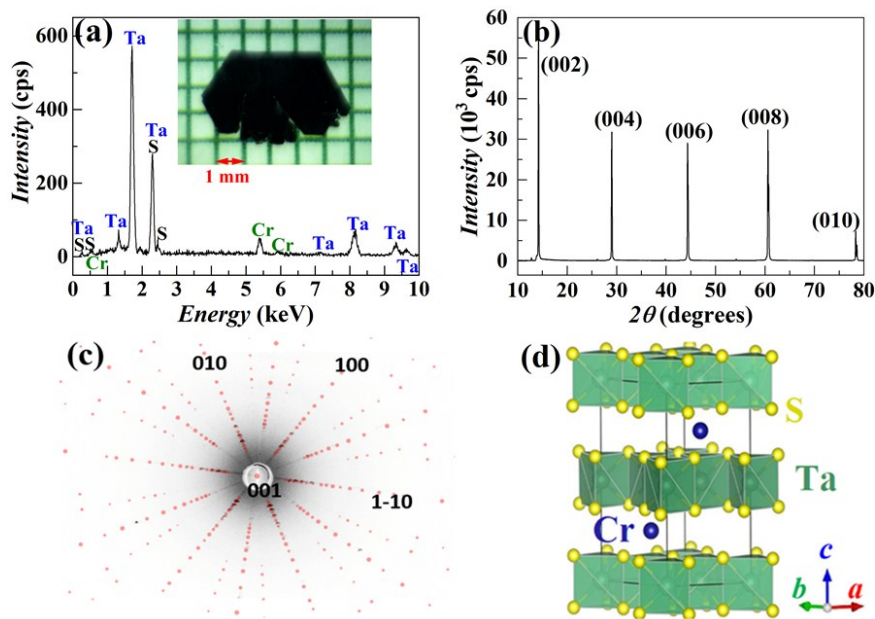 (a)
Intensity (cps)
600
400
200
0
Ta
Ta
S
1 mm
Ta
S S
Cr
Ta
S
Cr
Cr
Ta
Ta
Ta
Ta
0 1 2 3 4 5 6 7 8 9 10
Energy (keV)
(b)
Intensity (10³ cps)
60
50
40
30
20
10
0
(002)
(004)
(006)
(008)
(010)
10 20 30 40 50 60 70 80
2θ (degrees)
(c)
010
100
001
1-10
(d)
S
Ta
Cr
c
b
a